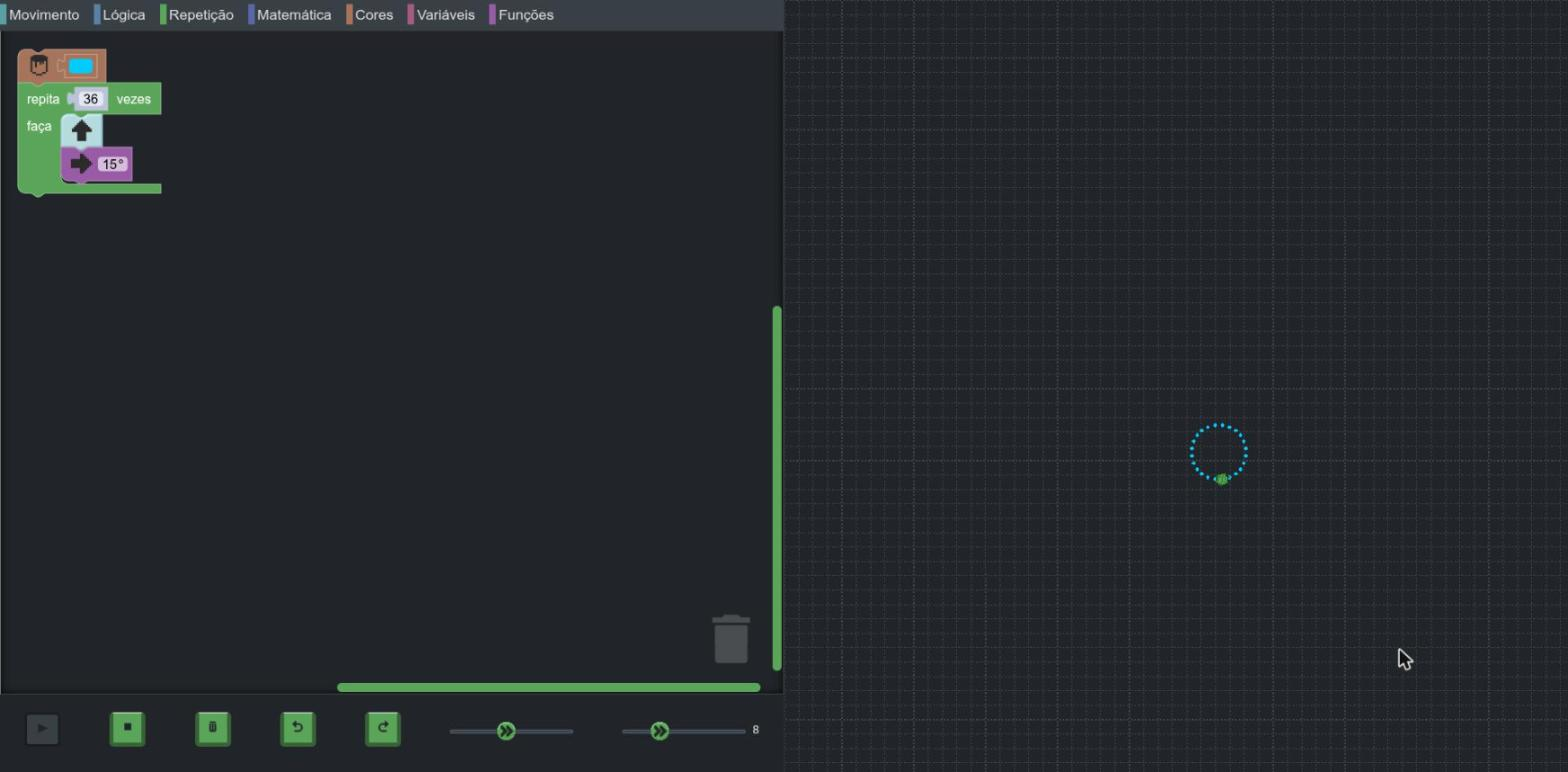 Movimento Lógica Repetição Matemática Cores Variáveis Funções
repita 36 vezes
faça
15°
8